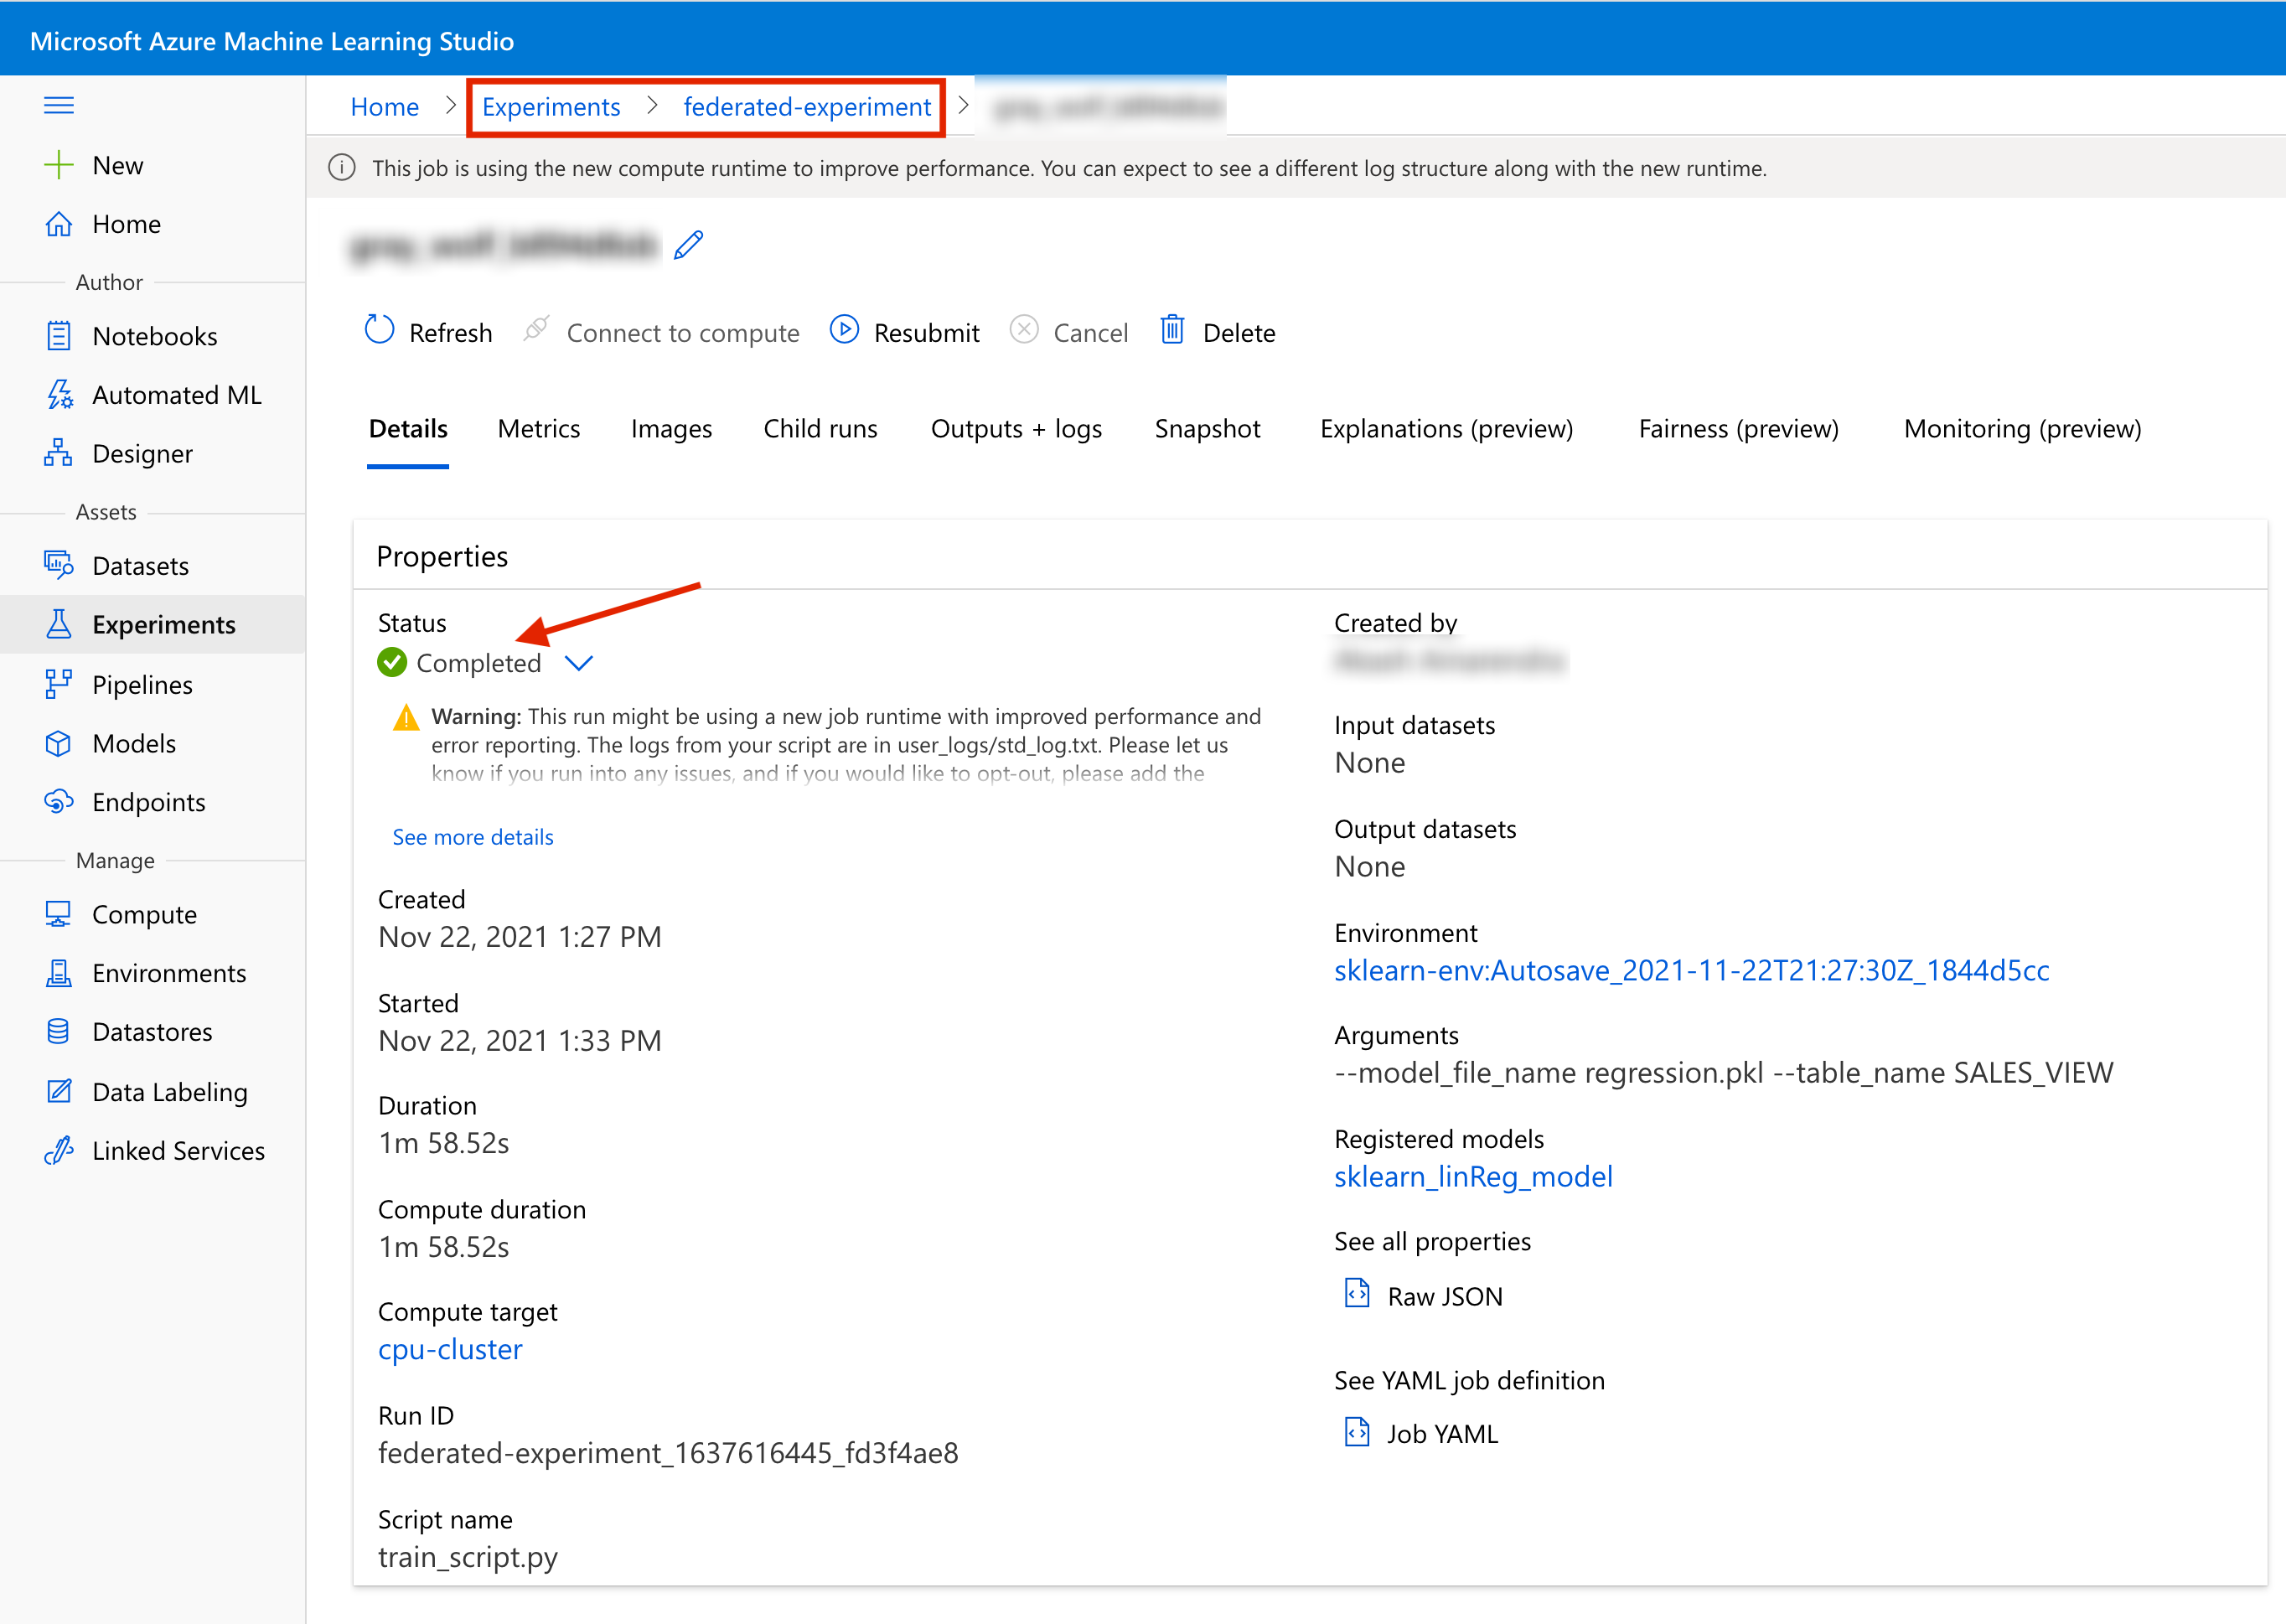 Microsoft Azure Machine Learning Studio
Home > Experiments > federated-experiment >
This job is using the new compute runtime to improve performance. You can expect to see a different log structure along with the new runtime.
New
Home
Author
Notebooks
Automated ML
Designer
Assets
Datasets
Experiments
Pipelines
Models
Endpoints
Manage
Compute
Environments
Datastores
Data Labeling
Linked Services
Refresh Connect to compute Resubmit Cancel Delete
Details Metrics Images Child runs Outputs + logs Snapshot Explanations (preview) Fairness (preview) Monitoring (preview)
Properties
Status
Completed
Warning: This run might be using a new job runtime with improved performance and
error reporting. The logs from your script are in user_logs/std_log.txt. Please let us
know if you run into any issues, and if you would like to opt-out, please add the
See more details
Created
Nov 22, 2021 1:27 PM
Started
Nov 22, 2021 1:33 PM
Duration
1m 58.52s
Compute duration
1m 58.52s
Compute target
cpu-cluster
Run ID
federated-experiment_1637616445_fd3f4ae8
Script name
train_script.py
Created by
Input datasets
None
Output datasets
None
Environment
sklearn-env:Autosave_2021-11-22T21:27:30Z_1844d5cc
Arguments
--model_file_name regression.pkl --table_name SALES_VIEW
Registered models
sklearn_linReg_model
See all properties
Raw JSON
See YAML job definition
Job YAML